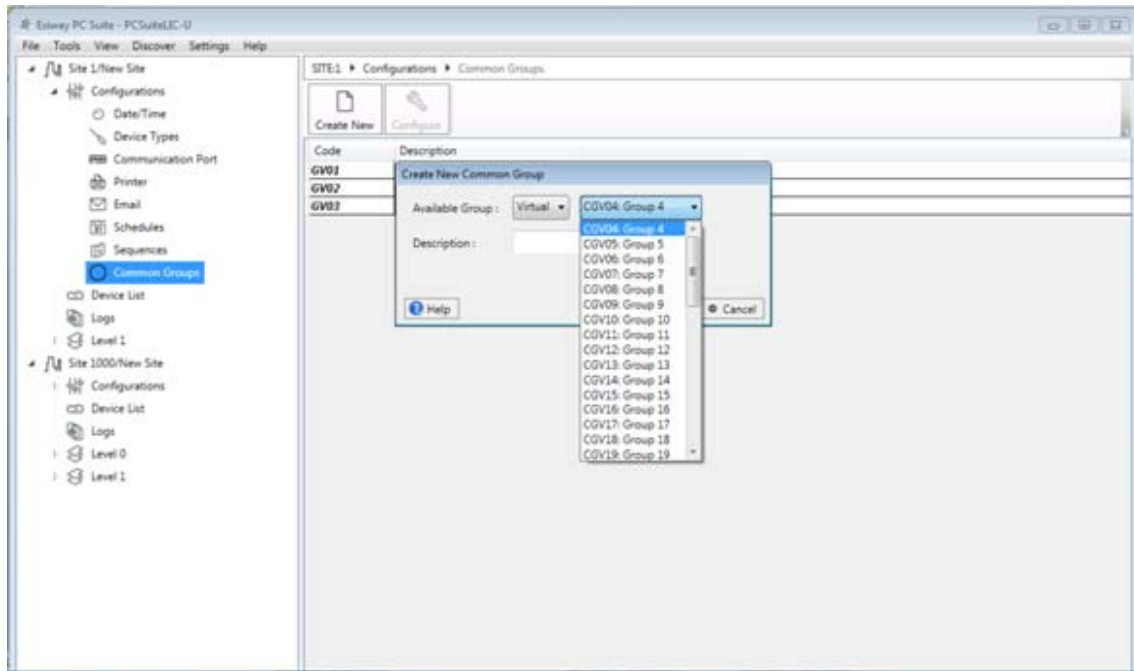 Exiway PC Suite - PCSuiteLIC-U
File Tools View Discover Settings Help
Site 1/New Site
Configurations
Date/Time
Device Types
Communication Port
Printer
Email
Schedules
Sequences
Common Groups
Device List
Logs
Level 1
Site 1000/New Site
Configurations
Device List
Logs
Level 0
Level 1
SITE:1 Configurations Common Groups
Create New Configure
Code Description
GV01
GV02
GV03
Create New Common Group
Available Group : Virtual CGV04: Group 4
Description :
CGV04: Group 4
CGV05: Group 5
CGV06: Group 6
CGV07: Group 7
CGV08: Group 8
CGV09: Group 9
CGV10: Group 10
CGV11: Group 11
CGV12: Group 12
CGV13: Group 13
CGV14: Group 14
CGV15: Group 15
CGV16: Group 16
CGV17: Group 17
CGV18: Group 18
CGV19: Group 19
Help Cancel